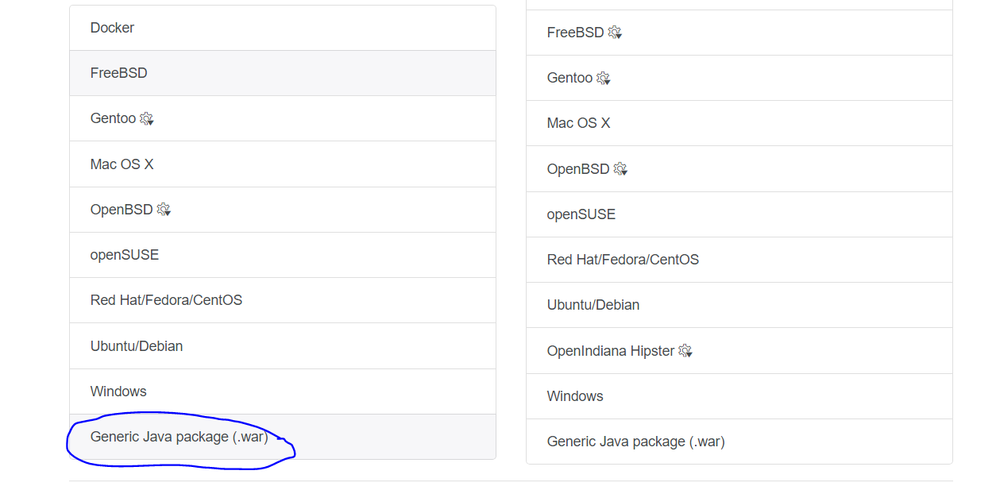 Docker
FreeBSD
Gentoo
Mac OS X
OpenBSD
openSUSE
Red Hat/Fedora/CentOS
Ubuntu/Debian
Windows
Generic Java package (.war)
FreeBSD
Gentoo
Mac OS X
OpenBSD
openSUSE
Red Hat/Fedora/CentOS
Ubuntu/Debian
OpenIndiana Hipster
Windows
Generic Java package (.war)